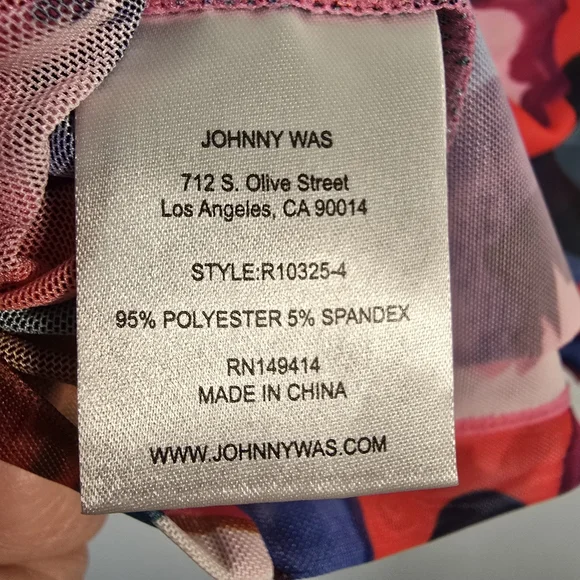 JOHNNY WAS
712 S. Olive Street
Los Angeles, CA 90014
STYLE:R10325-4
95% POLYESTER 5% SPANDEX
RN149414
MADE IN CHINA
WWW.JOHNNYWAS.COM